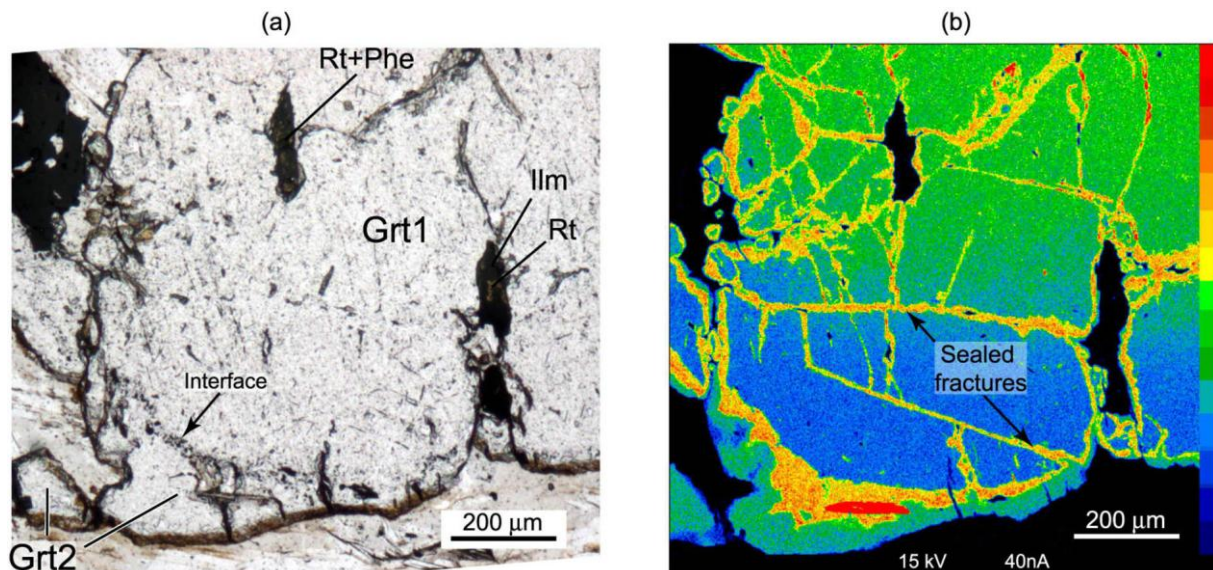 (a)
(b)
Rt+Phe
Ilm
Rt
Grt1
Interface
Grt2
200 μm
Sealed
fractures
200 μm
15 kV 40nA